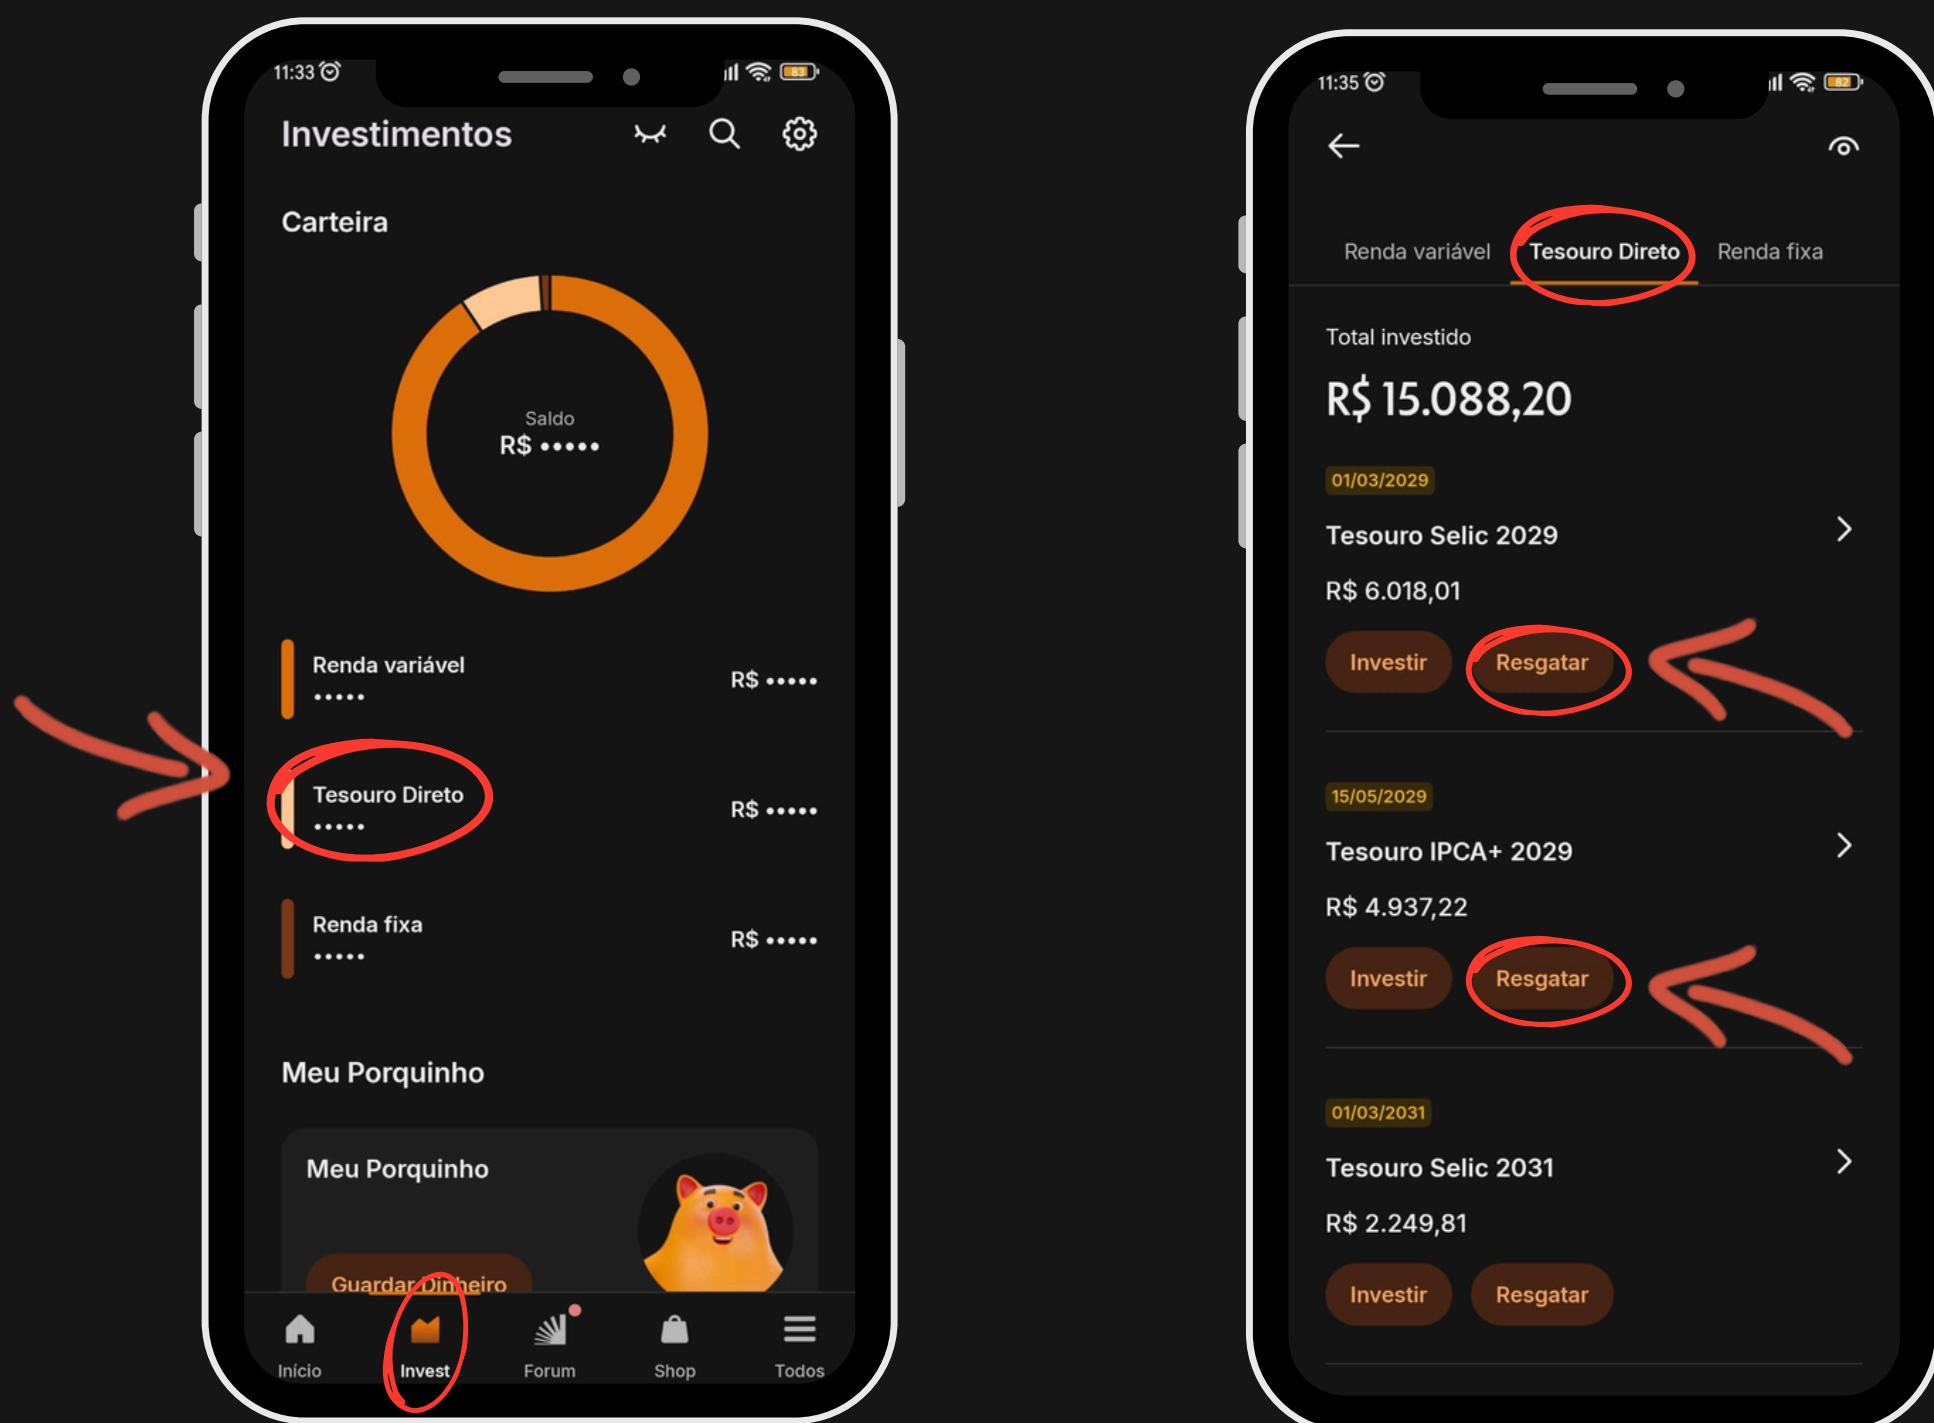 11:33
83
Investimentos
Carteira
Saldo
R$ •••••
Renda variável
•••••
R$ •••••
Tesouro Direto
•••••
R$ •••••
Renda fixa
•••••
R$ •••••
Meu Porquinho
Meu Porquinho
Guardar Dinheiro
Início
Invest
Forum
Shop
Todos
11:35
82
Renda variável
Tesouro Direto
Renda fixa
Total investido
R$ 15.088,20
01/03/2029
Tesouro Selic 2029
R$ 6.018,01
Investir
Resgatar
15/05/2029
Tesouro IPCA+ 2029
R$ 4.937,22
Investir
Resgatar
01/03/2031
Tesouro Selic 2031
R$ 2.249,81
Investir
Resgatar